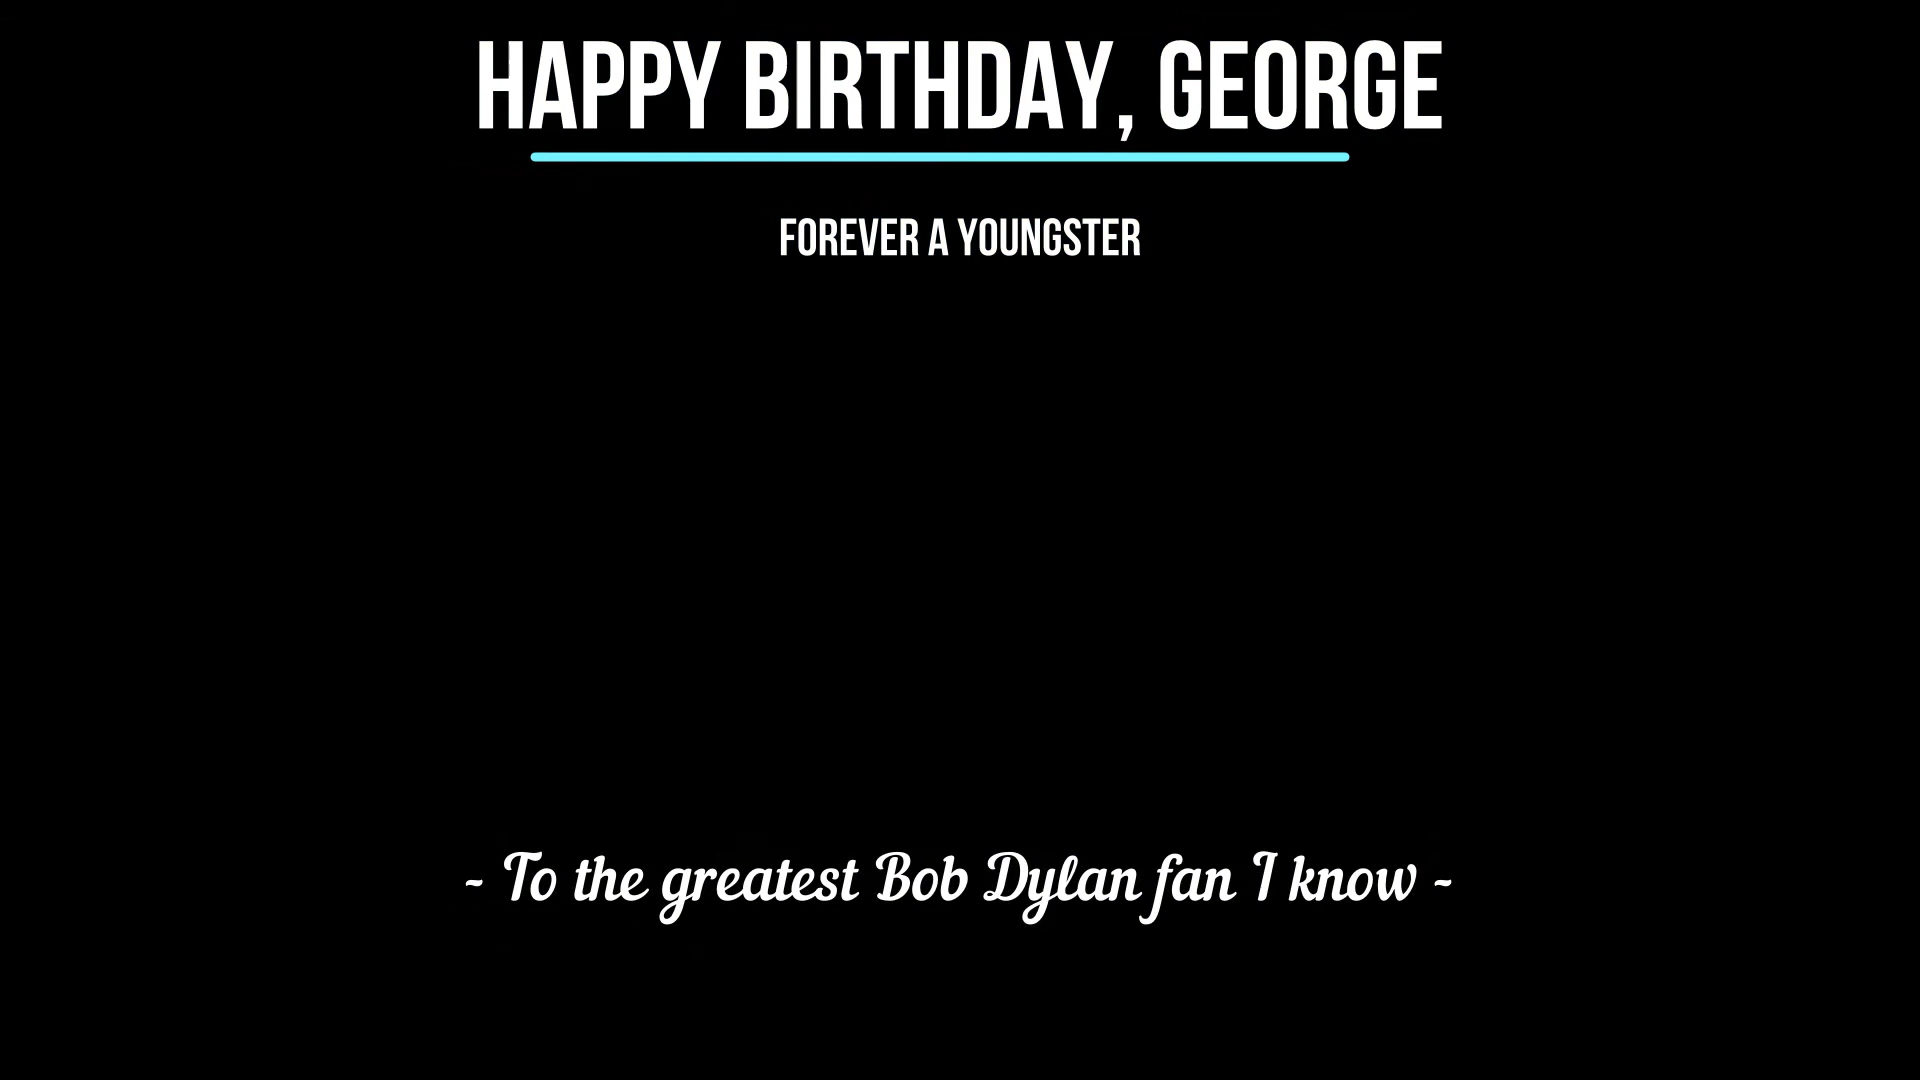 HAPPY BIRTHDAY, GEORGE
FOREVER A YOUNGSTER
~ To the greatest Bob Dylan fan I know ~